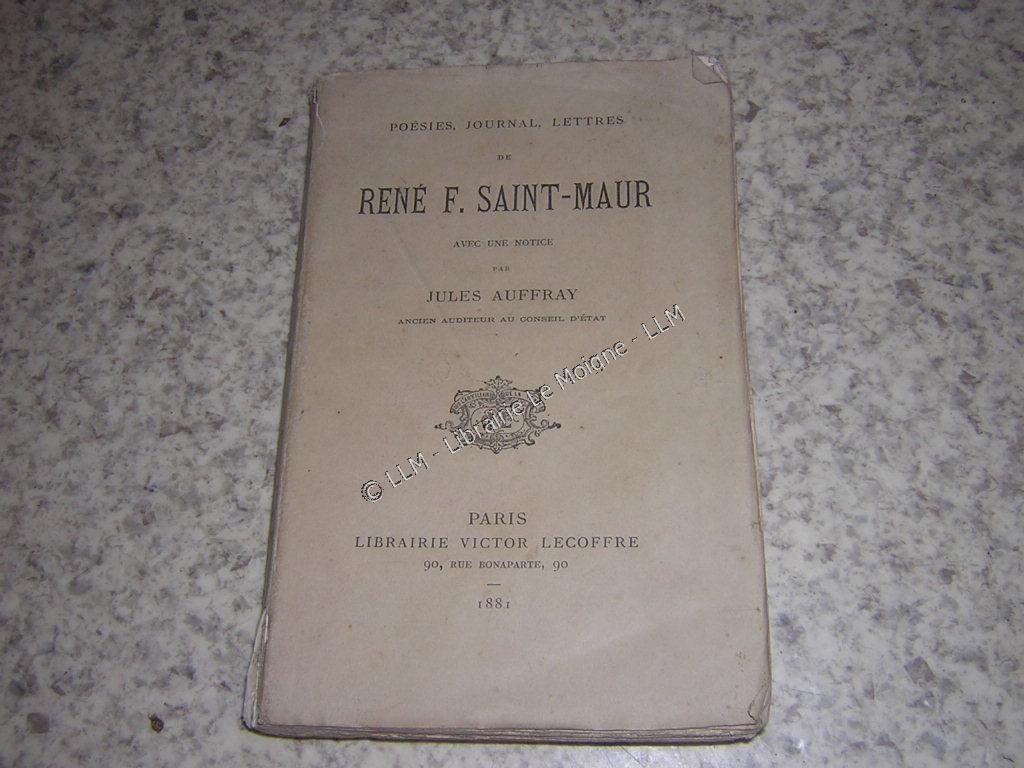 POÉSIES, JOURNAL, LETTRES
DE
RENÉ F. SAINT-MAUR
AVEC UNE NOTICE
PAR
JULES AUFFRAY
ANCIEN AUDITEUR AU CONSEIL D'ÉTAT
© LLM - Librairie Le Moigne - LLM
PARIS
LIBRAIRIE VICTOR LECOFFRE
90, RUE BONAPARTE, 90
1881